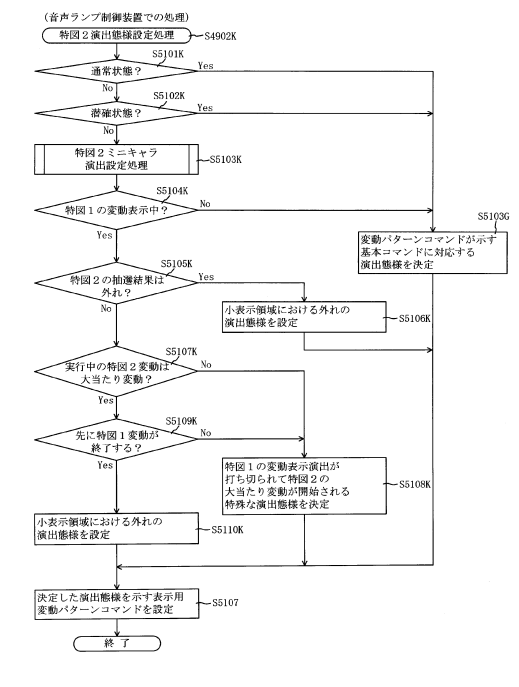 (音声ランプ制御装置での処理)
特図2演出態様設定処理
S4902K
S5101K
通常状態?
Yes
No
S5102K
潜確状態?
Yes
No
特図2ミニキャラ
演出設定処理
S5103K
S5104K
特図1の変動表示中?
No
Yes
S5103G
変動パターンコマンドが示す
基本コマンドに対応する
演出態様を決定
S5105K
特図2の抽選結果は
外れ?
Yes
No
小表示領域における外れの
演出態様を設定
S5106K
S5107K
実行中の特図2変動は
大当たり変動?
No
Yes
S5109K
先に特図1変動が
終了する?
No
Yes
特図1の変動表示演出が
打ち切られて特図2の
大当たり変動が開始される
特殊な演出態様を決定
S5108K
小表示領域における外れの
演出態様を設定
S5110K
決定した演出態様を示す表示用
変動パターンコマンドを設定
S5107
終了